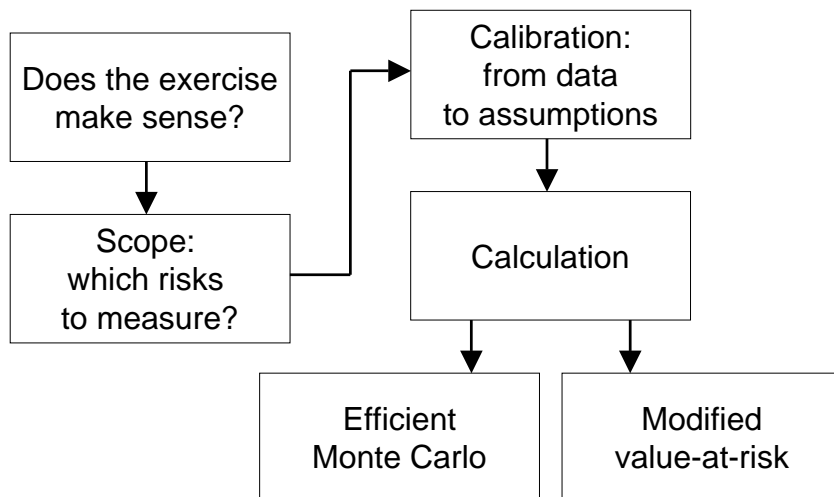 Does the exercise
make sense?
Scope:
which risks
to measure?
Calibration:
from data
to assumptions
Calculation
Efficient
Monte Carlo
Modified
value-at-risk